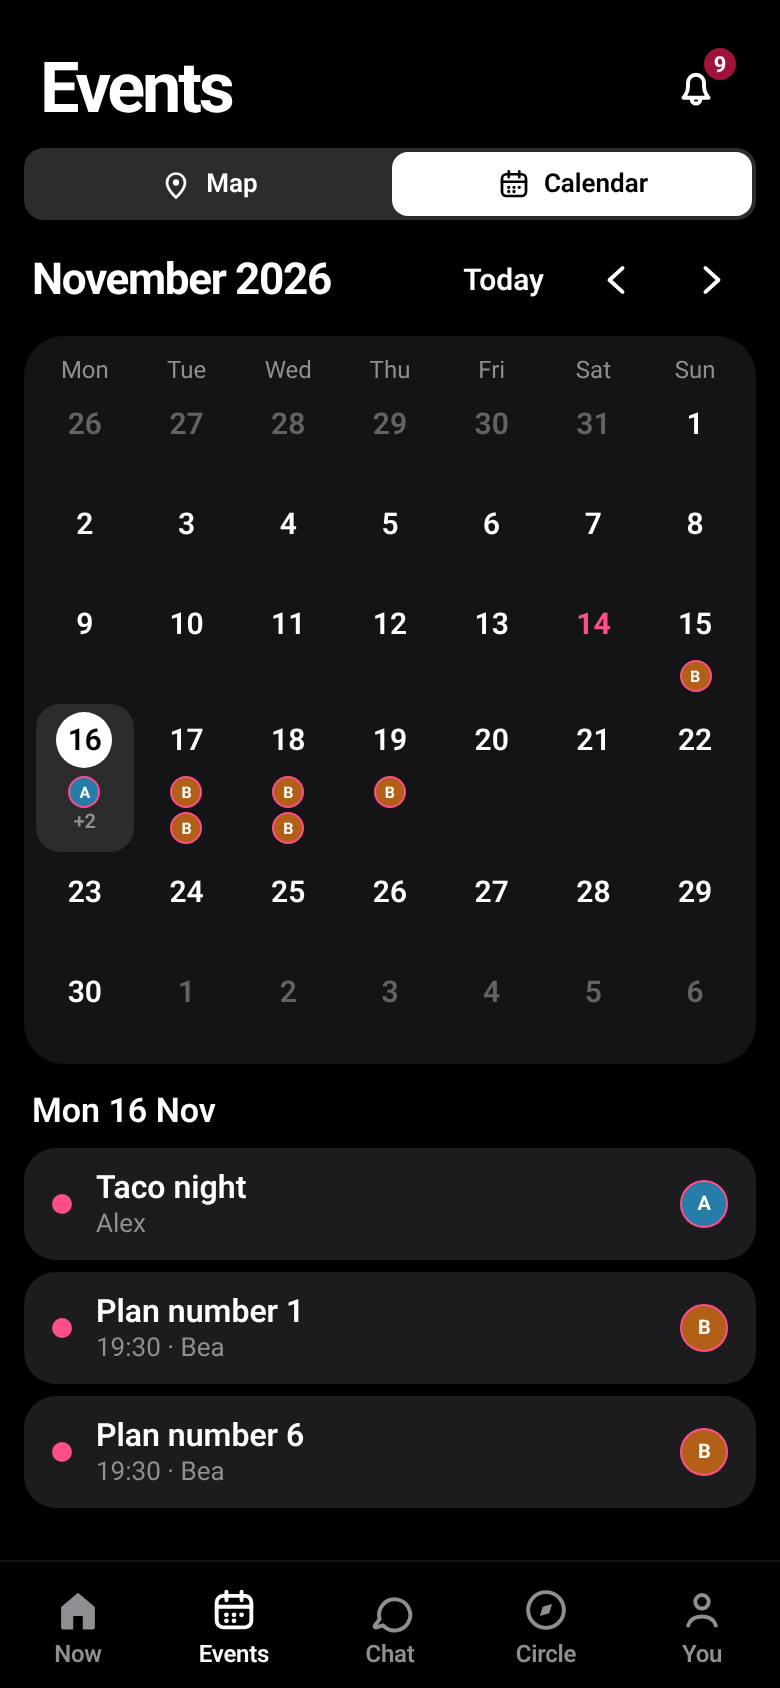 Events
9
Map
Calendar
November 2026
Today
Mon Tue Wed Thu Fri Sat Sun
26 27 28 29 30 31 1
2 3 4 5 6 7 8
9 10 11 12 13 14 15
B
16 17 18 19 20 21 22
A B B B
+2 B B
23 24 25 26 27 28 29
30 1 2 3 4 5 6
Mon 16 Nov
Taco night
Alex
A
Plan number 1
19:30 · Bea
B
Plan number 6
19:30 · Bea
B
Now Events Chat Circle You